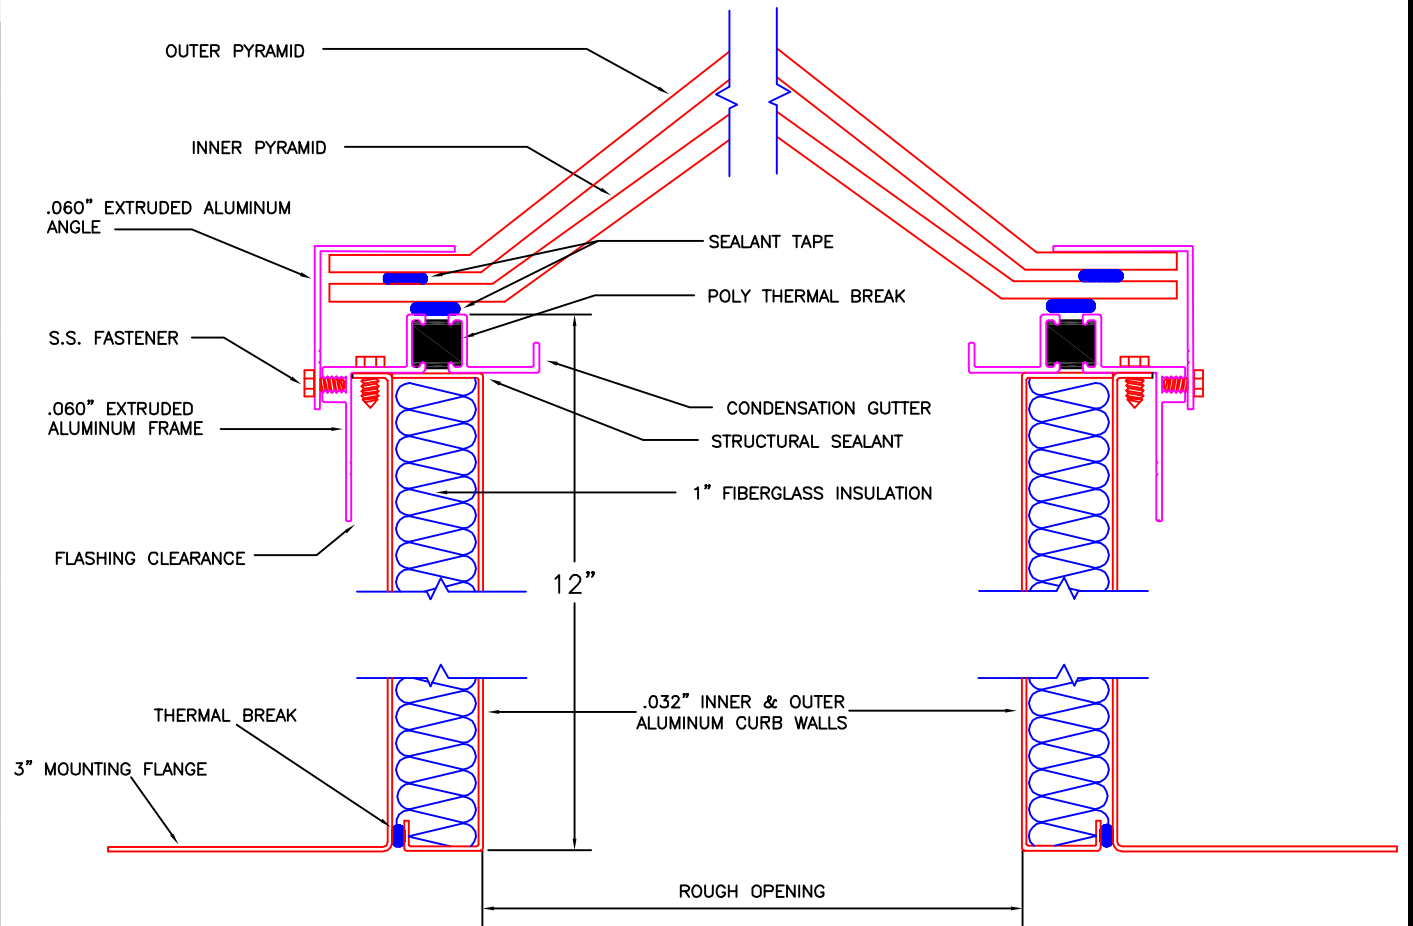 OUTER PYRAMID
INNER PYRAMID
.060” EXTRUDED ALUMINUM
ANGLE
SEALANT TAPE
POLY THERMAL BREAK
S.S. FASTENER
.060” EXTRUDED
ALUMINUM FRAME
CONDENSATION GUTTER
STRUCTURAL SEALANT
1” FIBERGLASS INSULATION
FLASHING CLEARANCE
12”
.032” INNER & OUTER
ALUMINUM CURB WALLS
THERMAL BREAK
3” MOUNTING FLANGE
ROUGH OPENING